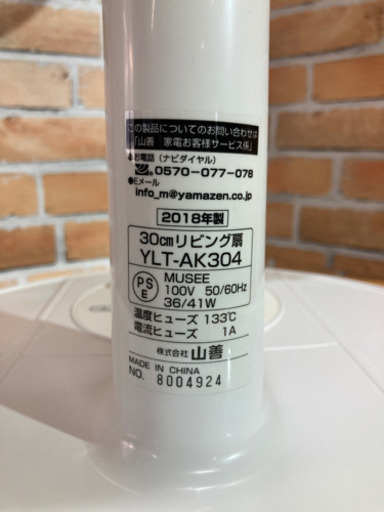 この製品についてのお問い合わせは
「山善 家電お客様サービス係」
●お電話(ナビダイヤル)
0570-077-078
●Eメール
info_m@yamazen.co.jp
2018年製
30cmリビング扇
YLT-AK304
PS
E
MUSEE
100V 50/60Hz
36/41W
温度ヒューズ 133℃
電流ヒューズ 1A
株式会社 山善
MADE IN CHINA
NO. 8004924